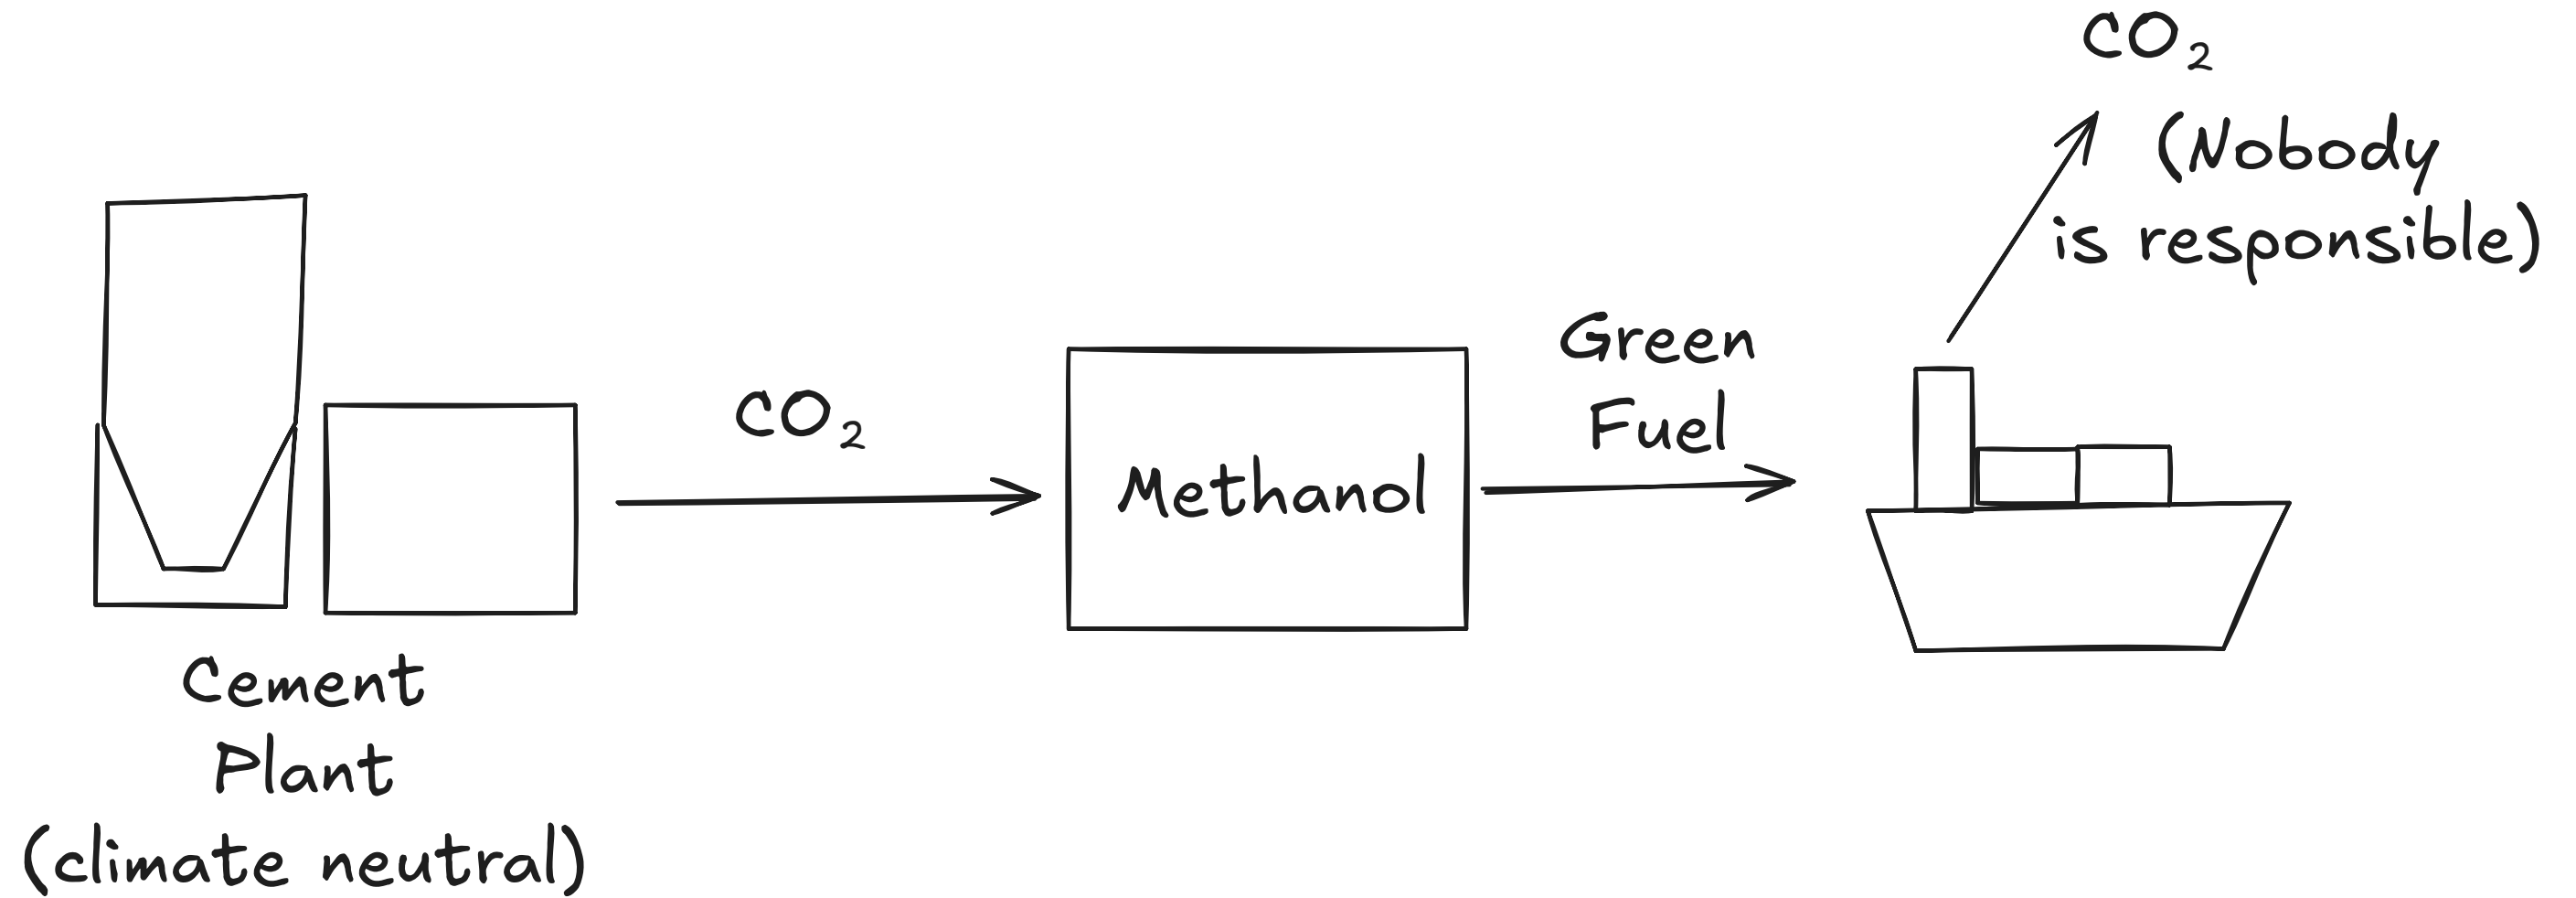 Cement
Plant
(climate neutral)
CO₂
Methanol
Green
Fuel
CO₂
(Nobody
is responsible)